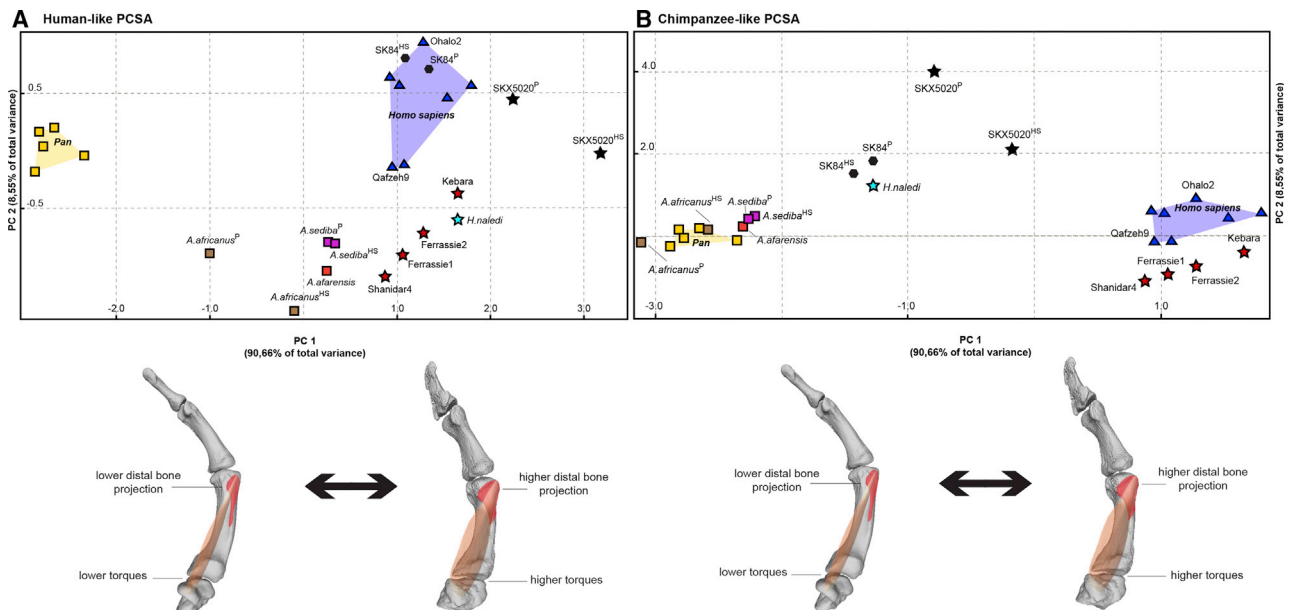 A Human-like PCSA
Ohalo2
SK84HS
SK84P
SKX5020P
0.5
Homo sapiens
Pan
SKX5020HS
Qafzeh9
Kebara
-0.5
H.naledi
A.sedibaP
Ferrassie2
A.africanusP
A.sedibaHS
Ferrassie1
A.afarensis
Shanidar4
A.africanusHS
-2.0 -1.0 1:0 2:0 3:0
PC 2 (8,55% of total variance)
PC 1
(90,66% of total variance)
lower distal bone
projection
higher distal bone
projection
lower torques
higher torques
B Chimpanzee-like PCSA
4.0
SKX5020P
2.0
SKX5020HS
SK84P
SK84HS
H.naledi
Ohalo2
A.africanusHS
A.sedibaP
A.sedibaHS
Homo sapiens
Qafzeh9
Pan
A.afarensis
Kebara
A.africanusP
Ferrassie1
Ferrassie2
Shanidar4
-3.0 -1.0 1:0
PC 2 (8,55% of total variance)
PC 1
(90,66% of total variance)
lower distal bone
projection
higher distal bone
projection
lower torques
higher torques